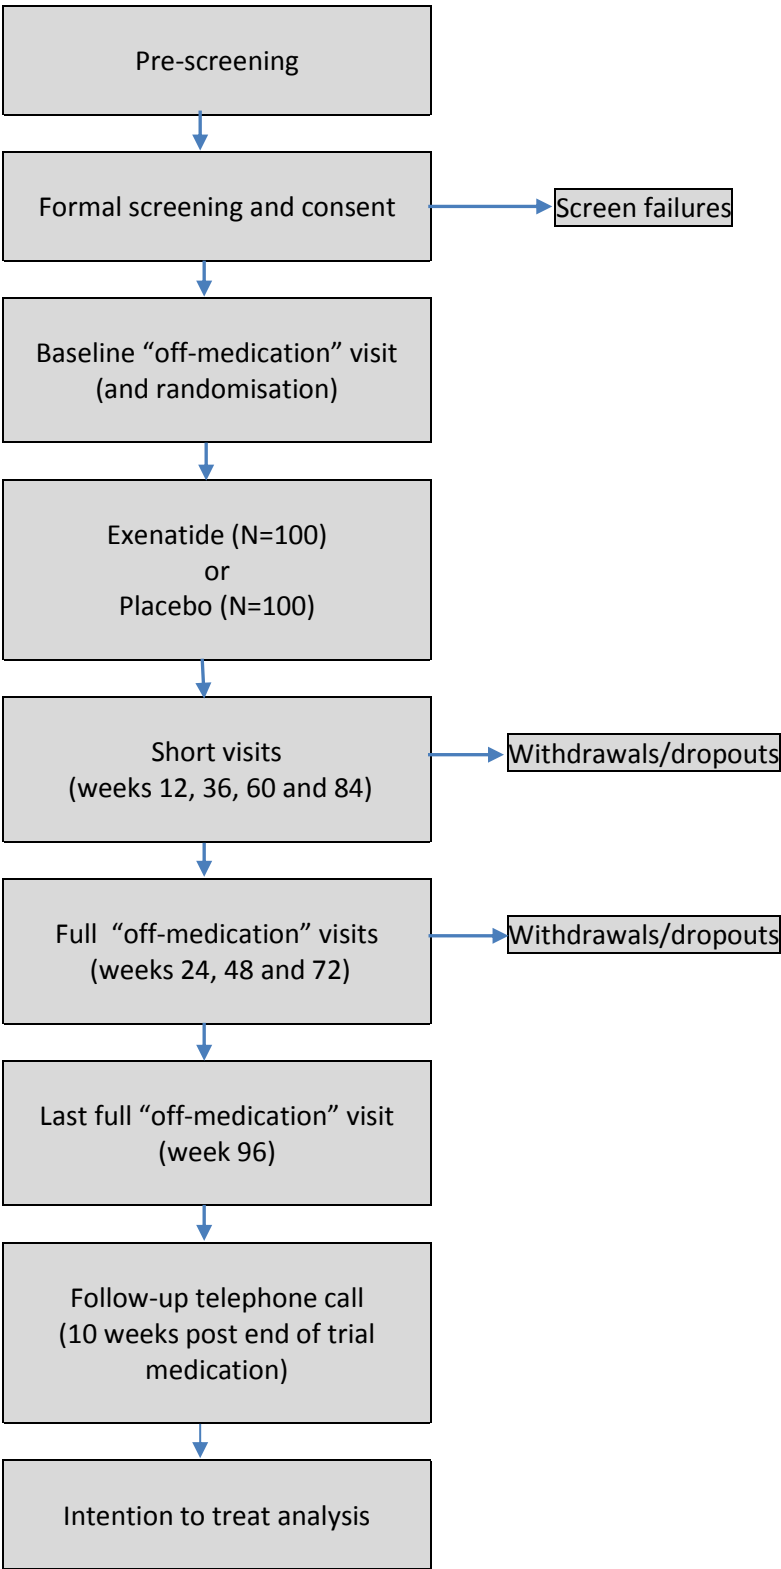 Pre-screening
Formal screening and consent
Screen failures
Baseline “off-medication” visit
(and randomisation)
Exenatide (N=100)
or
Placebo (N=100)
Short visits
(weeks 12, 36, 60 and 84)
Withdrawals/dropouts
Full “off-medication” visits
(weeks 24, 48 and 72)
Withdrawals/dropouts
Last full “off-medication” visit
(week 96)
Follow-up telephone call
(10 weeks post end of trial
medication)
Intention to treat analysis